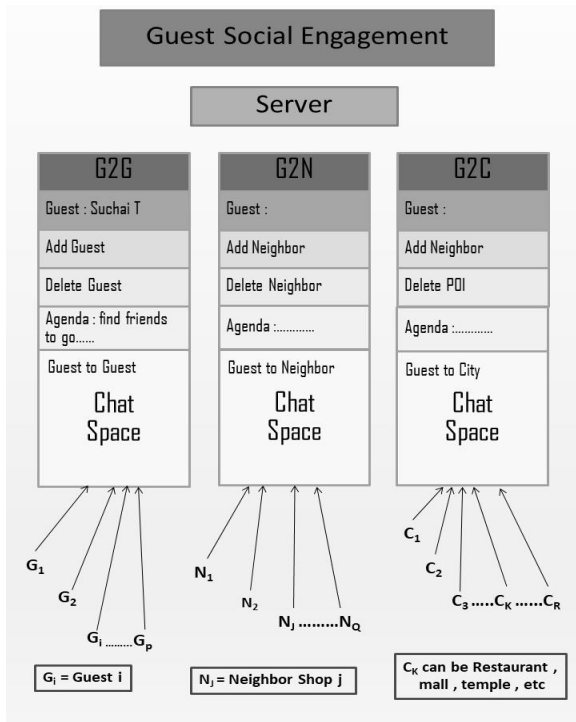 Guest Social Engagement
Server
G2G
Guest : Suchai T
Add Guest
Delete Guest
Agenda : find friends
to go......
Guest to Guest
Chat
Space
G2N
Guest :
Add Neighbor
Delete Neighbor
Agenda :............
Guest to Neighbor
Chat
Space
G2C
Guest :
Add Neighbor
Delete POI
Agenda :............
Guest to City
Chat
Space
G1
G2
Gi .........Gp
N1
N2
NJ .........NQ
C1
C2
C3 .....CK ......CR
Gi = Guest i
NJ = Neighbor Shop j
CK can be Restaurant ,
mall , temple , etc